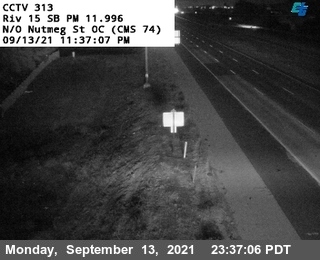 CCTV 313
Riv 15 SB PM 11.996
N/O Nutmeg St OC (CMS 74)
09/13/21 11:37:07 PM
Monday, September 13, 2021 23:37:06 PDT